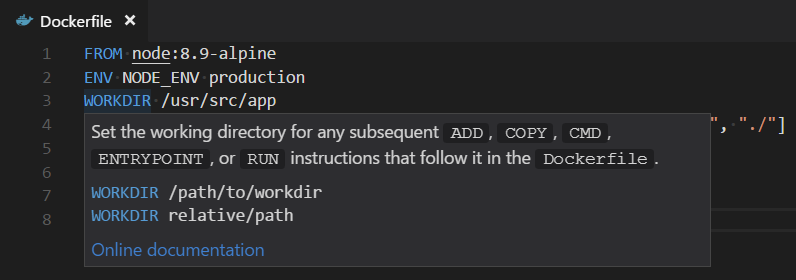 Dockerfile ×
1 FROM node:8.9-alpine
2 ENV NODE_ENV production
3 WORKDIR /usr/src/app
4 ", "./"]
Set the working directory for any subsequent ADD, COPY, CMD,
5
ENTRYPOINT, or RUN instructions that follow it in the Dockerfile.
6
7 WORKDIR /path/to/workdir
8 WORKDIR relative/path
Online documentation